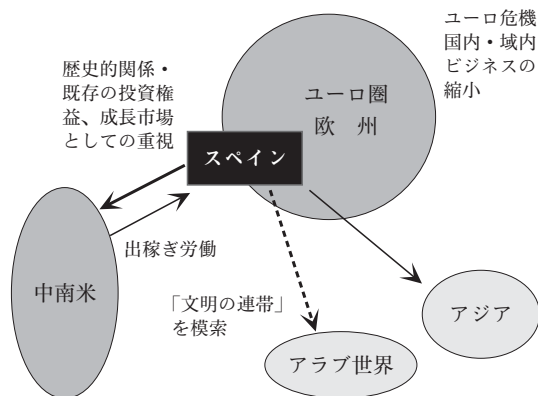 ユーロ危機
国内・域内
ビジネスの
縮小
歴史的関係・
既存の投資権
益、成長市場
としての重視
ユーロ圏
欧　州
スペイン
出稼ぎ労働
中南米
「文明の連帯」
を模索
アジア
アラブ世界